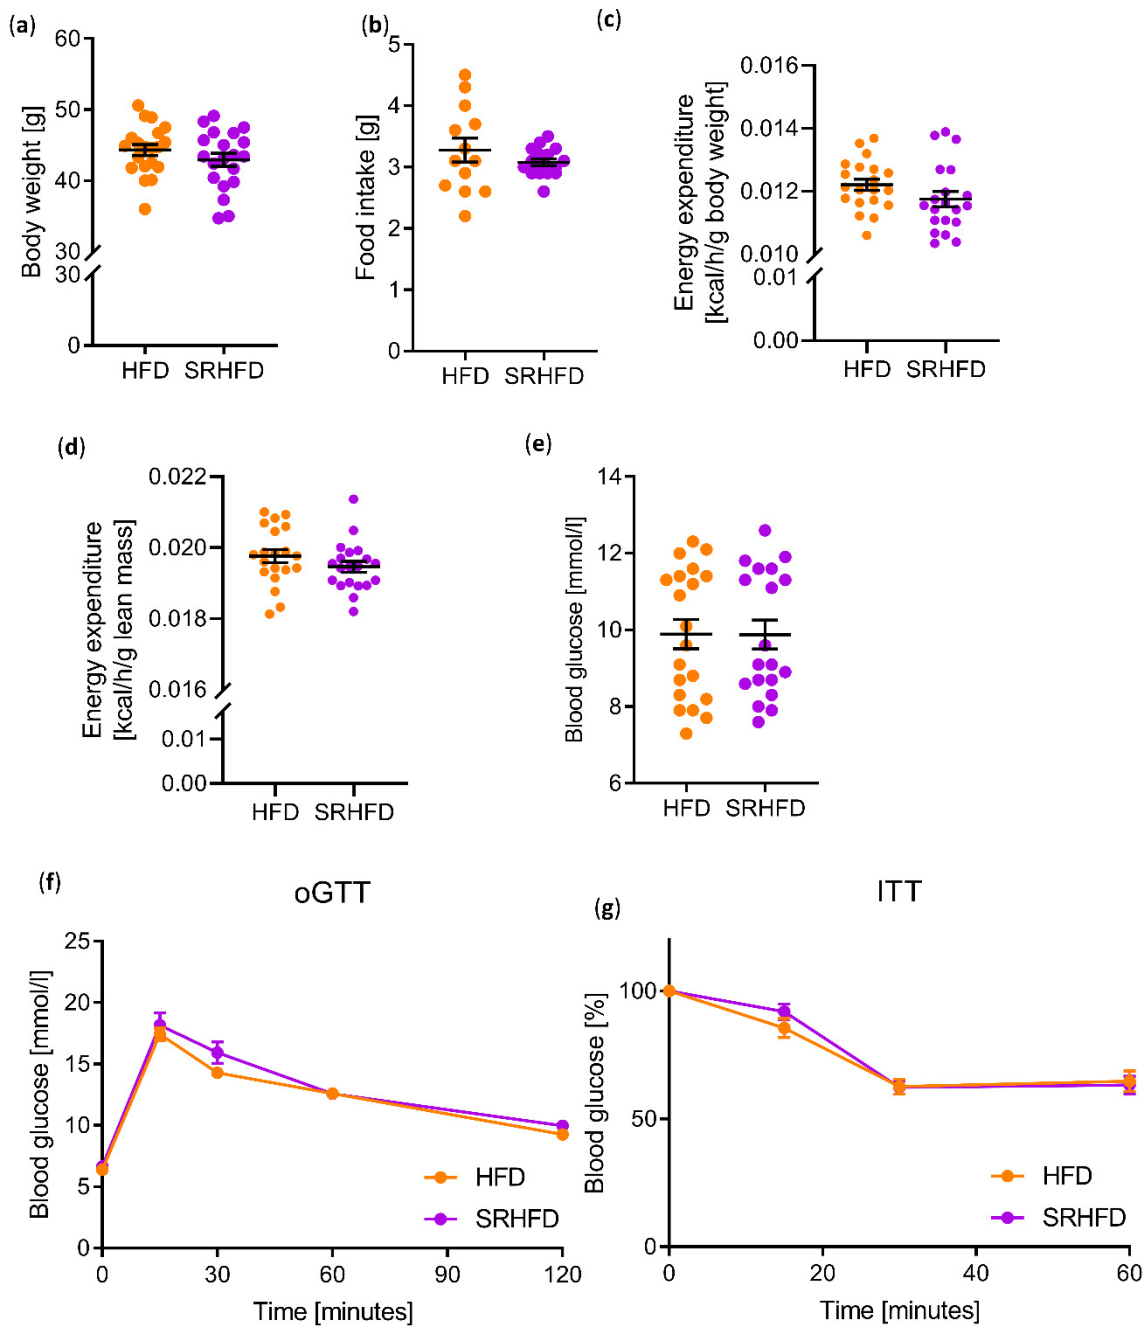 (a)
Body weight [g]
60
50
40
30
30
0
HFD SRHFD
(b)
Food intake [g]
5
4
3
2
1
0
HFD SRHFD
(c)
Energy expenditure
[kcal/h/g body weight]
0.016
0.014
0.012
0.010
0.01
0.00
HFD SRHFD
(d)
Energy expenditure
[kcal/h/g lean mass]
0.022
0.020
0.018
0.016
0.01
0.00
HFD SRHFD
(e)
Blood glucose [mmol/l]
14
12
10
8
6
HFD SRHFD
(f)
oGTT
Blood glucose [mmol/l]
25
20
15
10
5
0
HFD
SRHFD
0 30 60 90 120
Time [minutes]
(g)
ITT
Blood glucose [%]
100
50
0
HFD
SRHFD
0 20 40 60
Time [minutes]